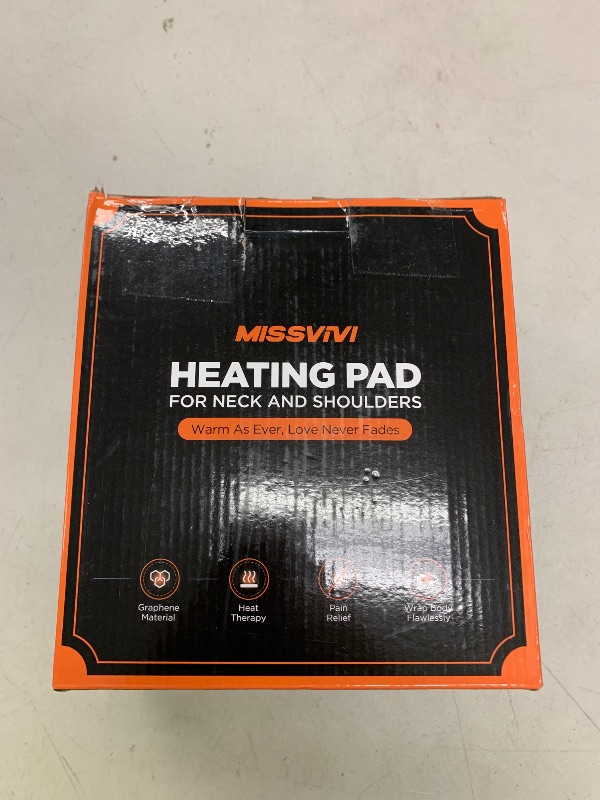 MISSVIVI
HEATING PAD
FOR NECK AND SHOULDERS
Warm As Ever, Love Never Fades
Graphene
Material
Heat
Therapy
Pain
Relief
Wrap Body
Flawlessly